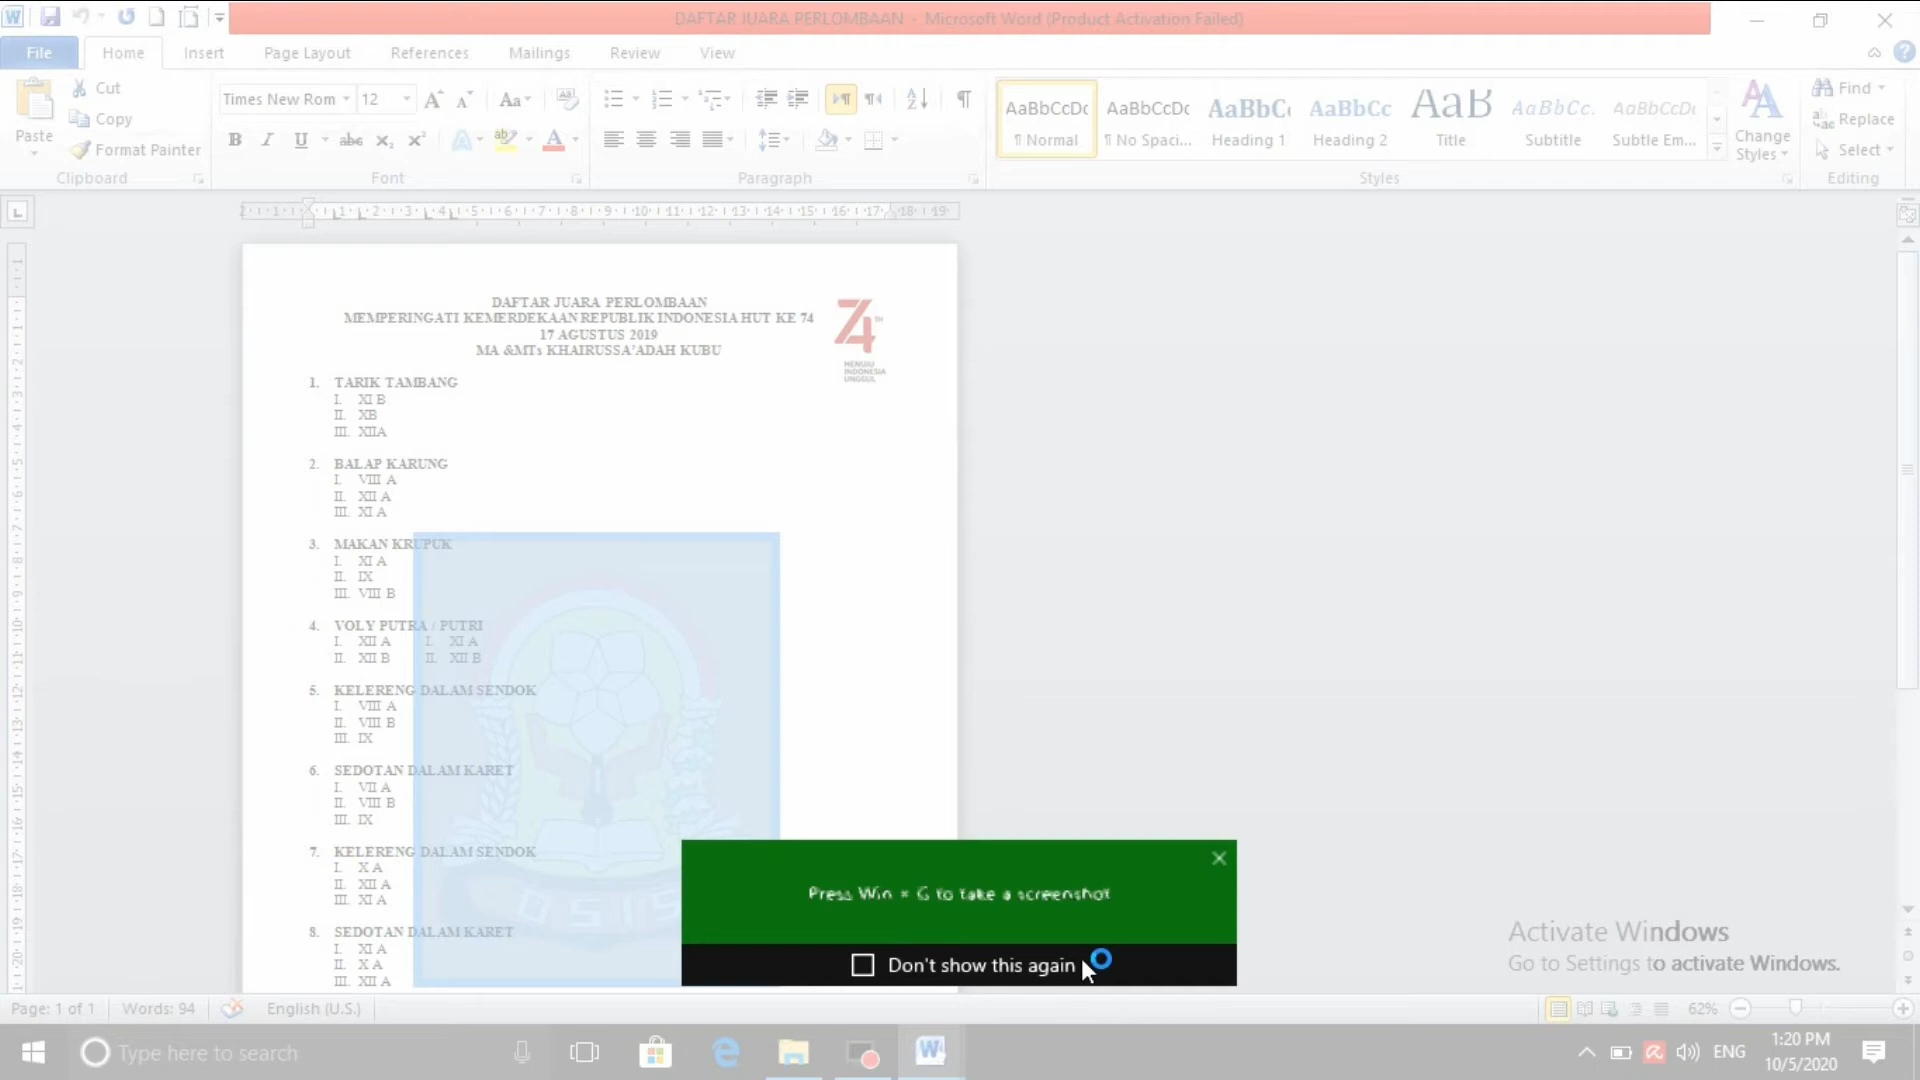 DAFTAR JUARA PERLOMBAAN - Microsoft Word (Product Activation Failed)
File Home Insert Page Layout References Mailings Review View
Paste
Cut
Copy
Format Painter
Clipboard
Times New Rom 12
Font
Paragraph
AaBbCcDc AaBbCcDc AaBbC AaBbCc AaB AaBbCc. AaBbCcDc
¶ Normal ¶ No Spaci... Heading 1 Heading 2 Title Subtitle Subtle Em...
Change Styles
Styles
Find
Replace
Select
Editing
DAFTAR JUARA PERLOMBAAN
MEMPERINGATI KEMERDEKAAN REPUBLIK INDONESIA HUT KE 74
17 AGUSTUS 2019
MA &MTs KHAIRUSSA'ADAH KUBU
74TH
MENUJU
INDONESIA
UNGGUL
1. TARIK TAMBANG
I. XI B
II. XB
III. XIIA
2. BALAP KARUNG
I. VIII A
II. XII A
III. XI A
3. MAKAN KRUPUK
I. XI A
II. IX
III. VIII B
4. VOLY PUTRA / PUTRI
I. XII A I. XI A
II. XII B II. XII B
5. KELERENG DALAM SENDOK
I. VIII A
II. VIII B
III. IX
6. SEDOTAN DALAM KARET
I. VII A
II. VIII B
III. IX
7. KELERENG DALAM SENDOK
I. X A
II. XII A
III. XI A
8. SEDOTAN DALAM KARET
I. XI A
II. X A
III. XII A
OSIS
Press Win + G to take a screenshot
Don't show this again
Activate Windows
Go to Settings to activate Windows.
Page: 1 of 1 Words: 94 English (U.S.) 62%
Type here to search
ENG
1:20 PM
10/5/2020